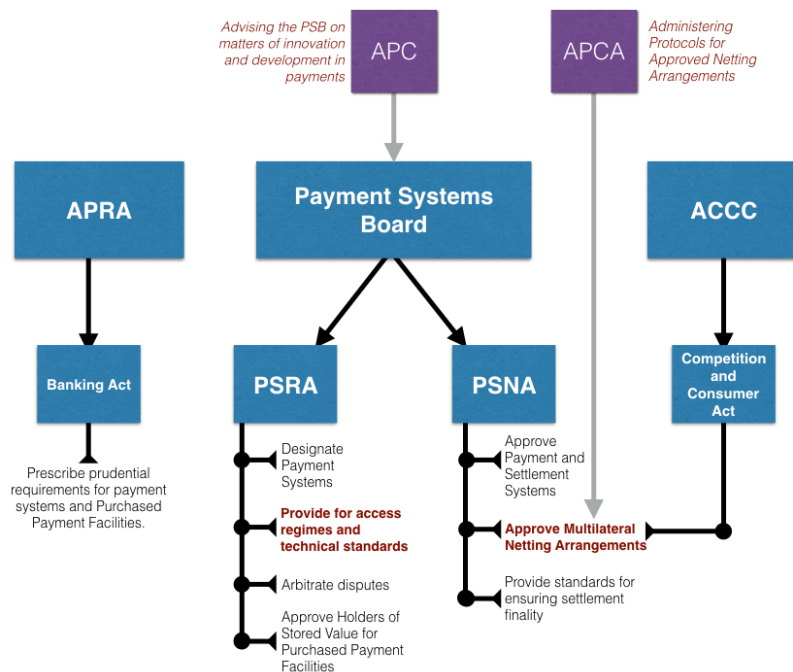 Advising the PSB on
matters of innovation
and development in
payments
APC
APCA
Administering
Protocols for
Approved Netting
Arrangements
APRA
Payment Systems
Board
ACCC
Banking Act
PSRA
PSNA
Competition
and
Consumer
Act
Prescribe prudential
requirements for payment
systems and Purchased
Payment Facilities.
Designate
Payment
Systems
Provide for access
regimes and
technical standards
Arbitrate disputes
Approve Holders of
Stored Value for
Purchased Payment
Facilities
Approve
Payment and
Settlement
Systems
Approve Multilateral
Netting Arrangements
Provide standards for
ensuring settlement
finality